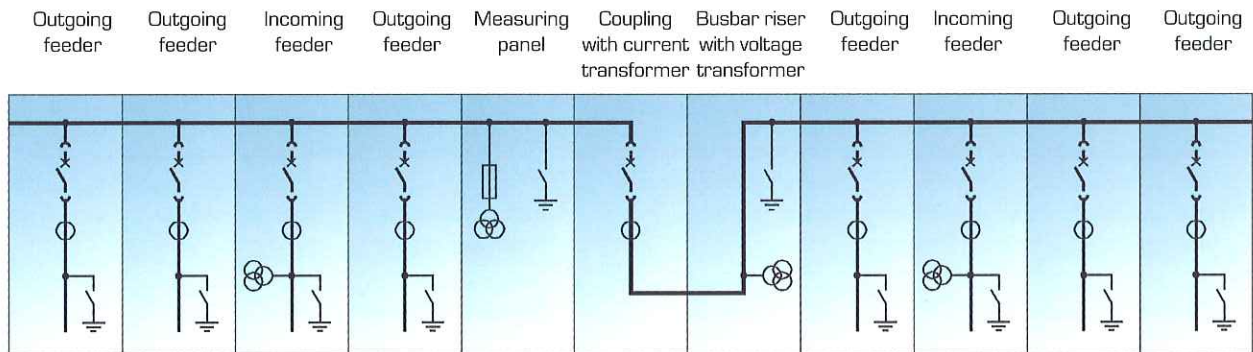 Outgoing
feeder
Outgoing
feeder
Incoming
feeder
Outgoing
feeder
Measuring
panel
Coupling
with current
transformer
Busbar riser
with voltage
transformer
Outgoing
feeder
Incoming
feeder
Outgoing
feeder
Outgoing
feeder